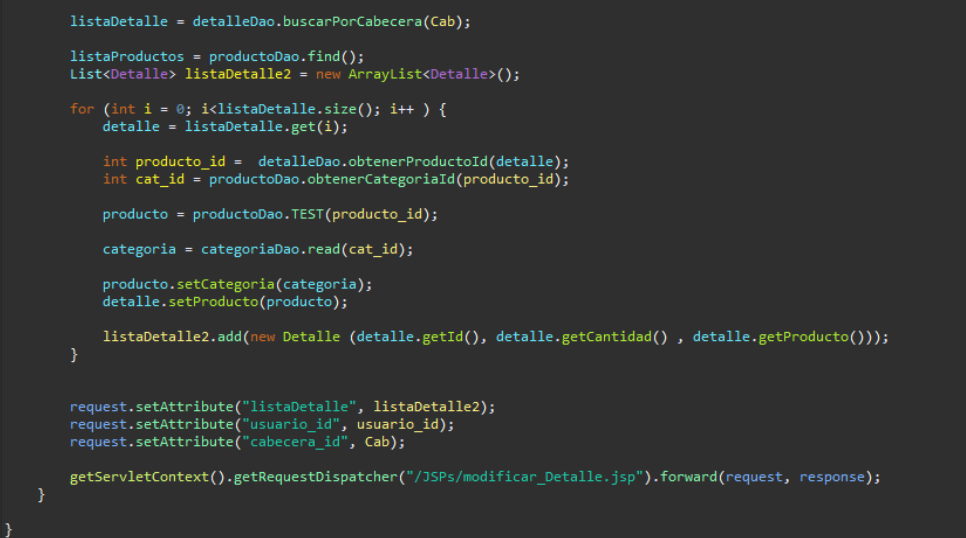 listaDetalle = detalleDao.buscarPorCabecera(Cab);
listaProductos = productoDao.find();
List<Detalle> listaDetalle2 = new ArrayList<Detalle>();
for (int i = 0; i<listaDetalle.size(); i++ ) {
detalle = listaDetalle.get(i);
int producto_id =  detalleDao.obtenerProductoId(detalle);
int cat_id = productoDao.obtenerCategoriaId(producto_id);
producto = productoDao.TEST(producto_id);
categoria = categoriaDao.read(cat_id);
producto.setCategoria(categoria);
detalle.setProducto(producto);
listaDetalle2.add(new Detalle (detalle.getId(), detalle.getCantidad() , detalle.getProducto()));
}
request.setAttribute("listaDetalle", listaDetalle2);
request.setAttribute("usuario_id", usuario_id);
request.setAttribute("cabecera_id", Cab);
getServletContext().getRequestDispatcher("/JSPs/modificar_Detalle.jsp").forward(request, response);
}
}